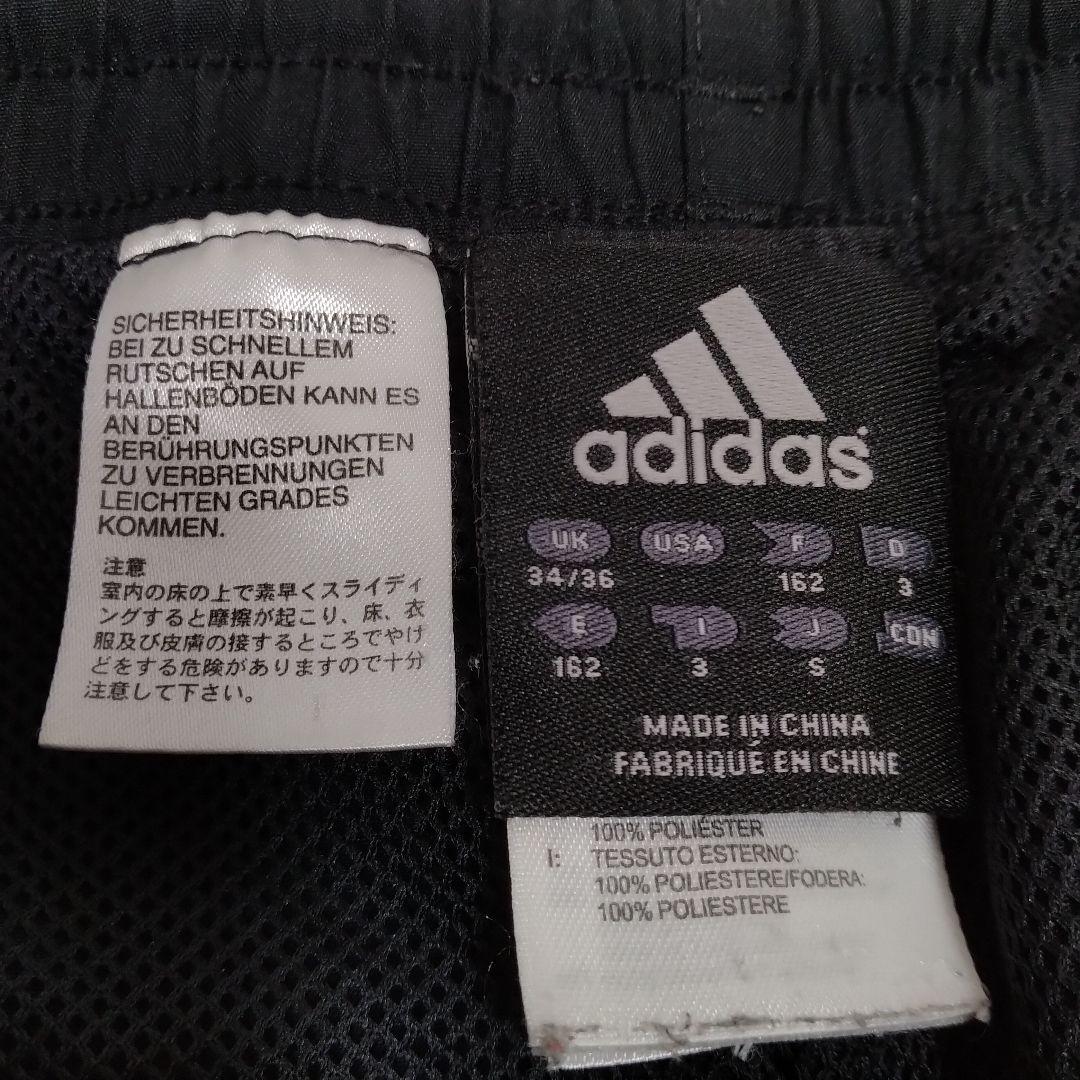 SICHERHEITSHINWEIS:
BEI ZU SCHNELLEM
RUTSCHEN AUF
HALLENBÖDEN KANN ES
AN DEN
BERÜHRUNGSPUNKTEN
ZU VERBRENNUNGEN
LEICHTEN GRADES
KOMMEN.
注意
室内の床の上で素早くスライディ
ングすると摩擦が起こり、床、衣
服及び皮膚の接するところでやけ
どをする危険がありますので十分
注意して下さい。
adidas
UK USA F D
34/36 162 3
E I J CDN
162 3 S
MADE IN CHINA
FABRIQUÉ EN CHINE
100% POLIÉSTER
I: TESSUTO ESTERNO:
100% POLIESTERE/FODERA:
100% POLIESTERE